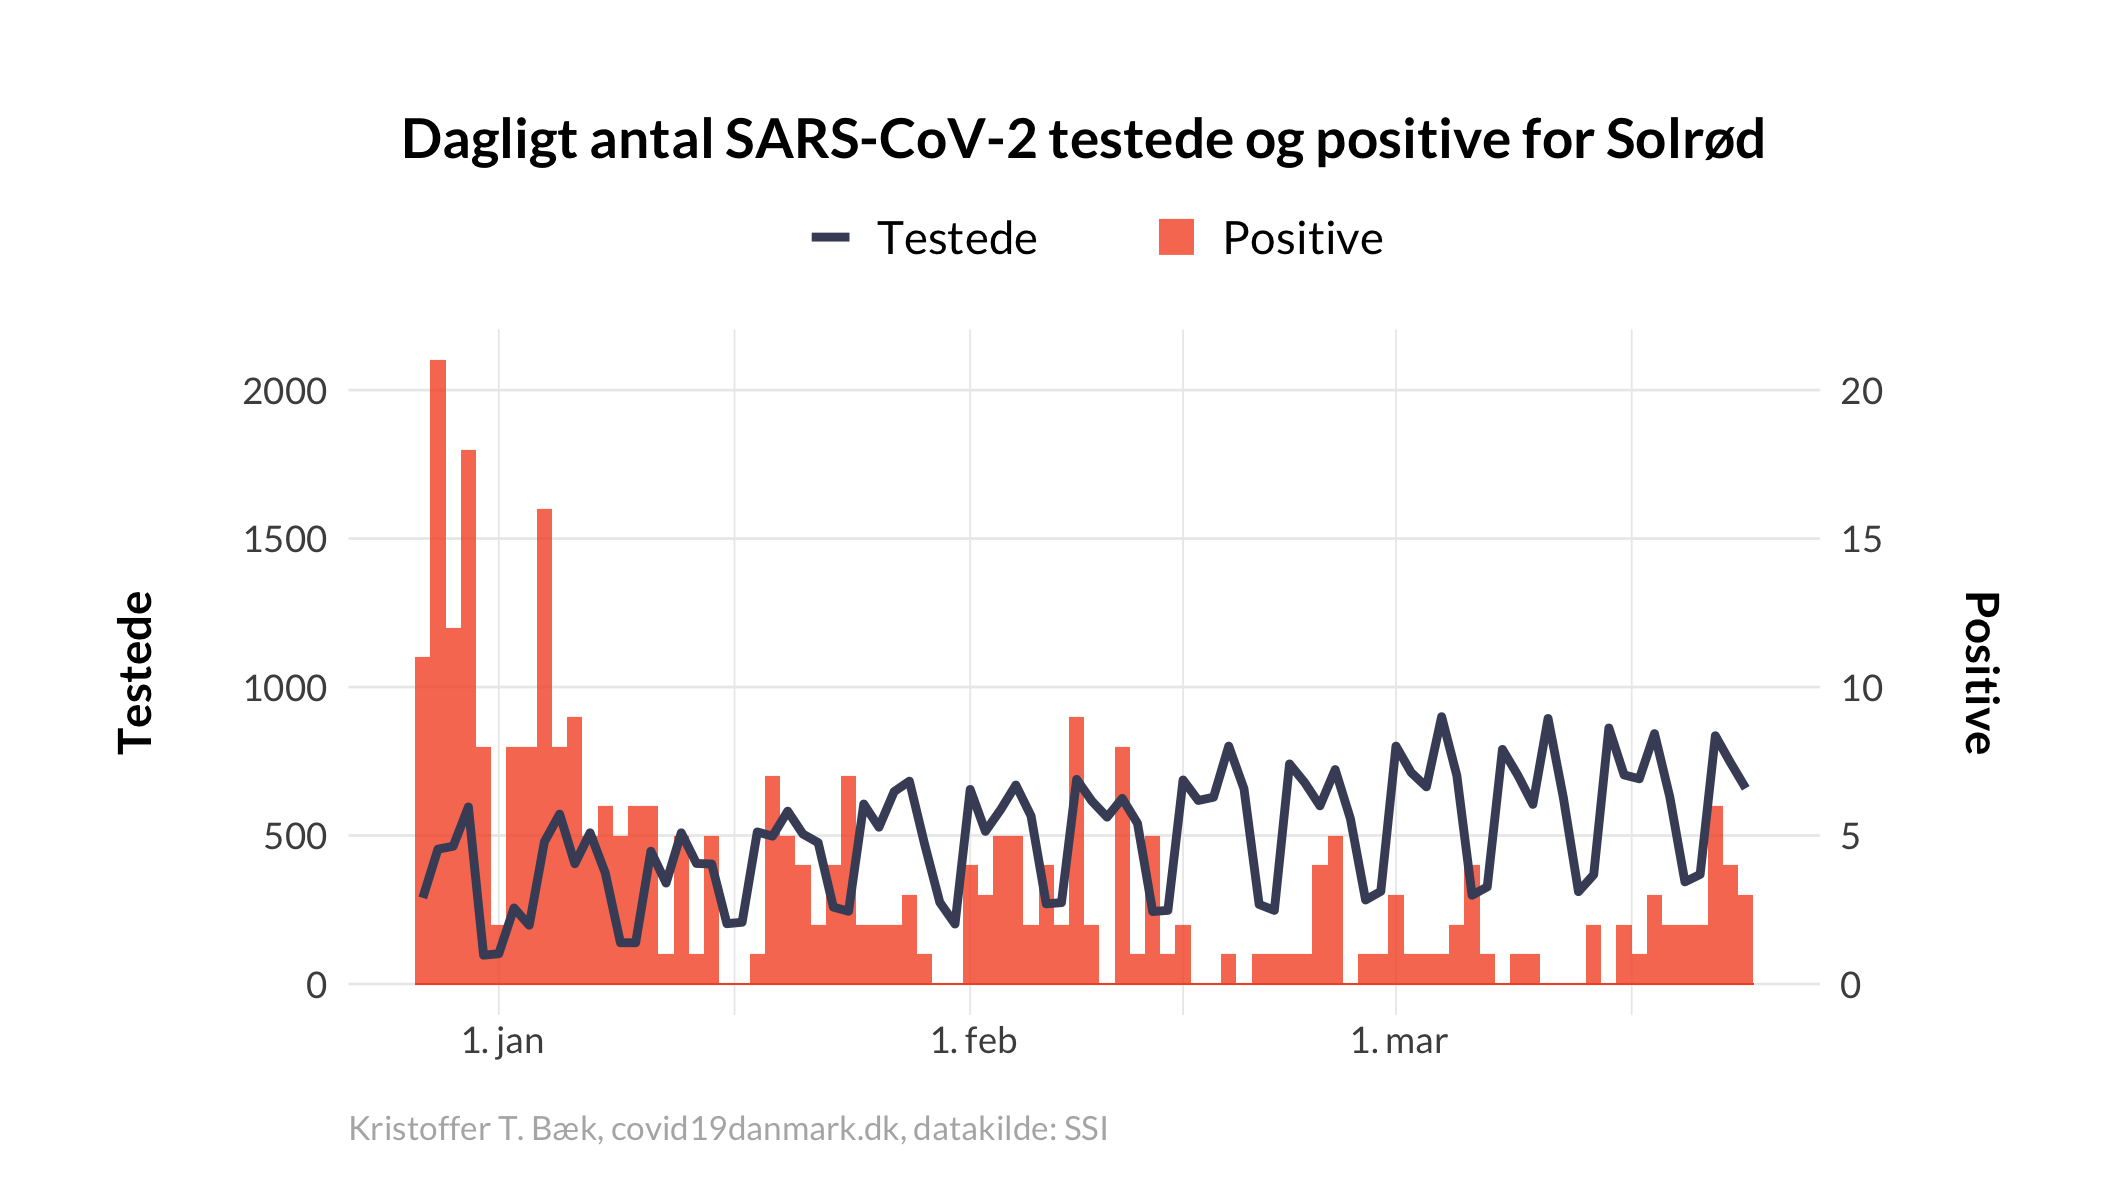 Dagligt antal SARS-CoV-2 testede og positive for Solrød
Testede
Positive
2000
1500
1000
500
0
Testede
20
15
10
5
0
Positive
1. jan
1. feb
1. mar
Kristoffer T. Bæk, covid19danmark.dk, datakilde: SSI